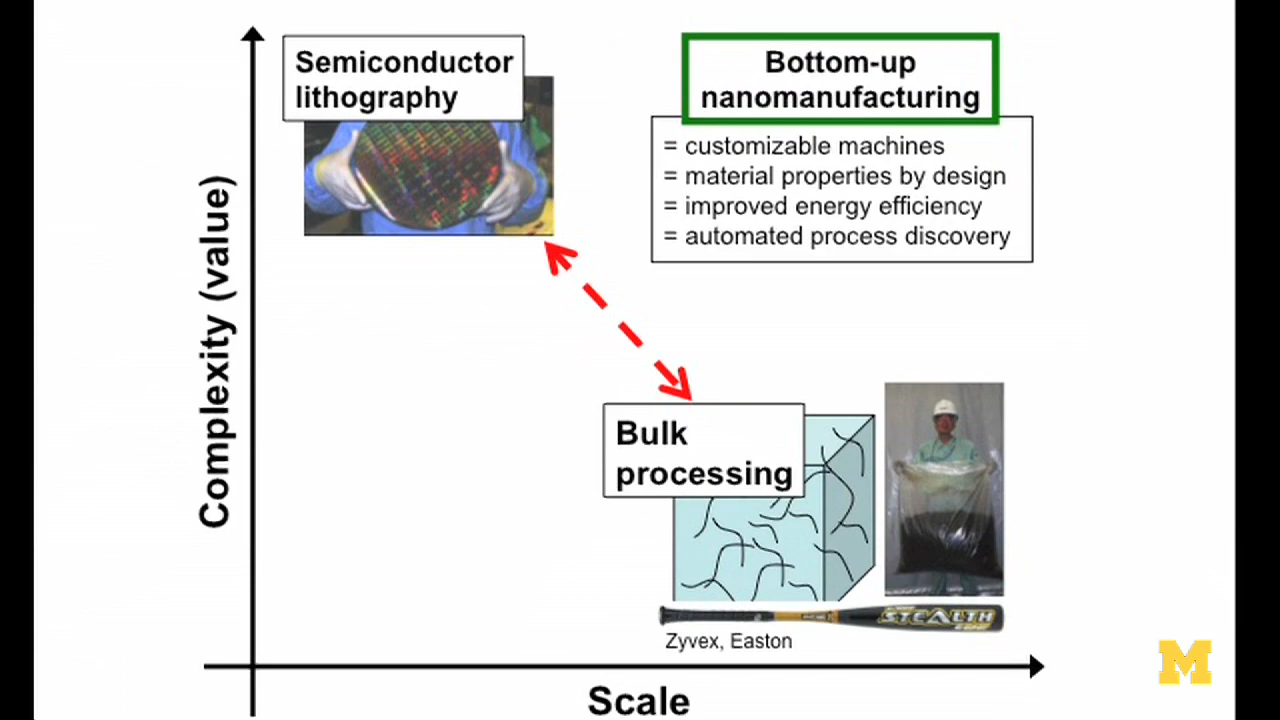 Semiconductor
lithography
Bottom-up
nanomanufacturing
= customizable machines
= material properties by design
= improved energy efficiency
= automated process discovery
Complexity (value)
Bulk
processing
STEALTH
Zyvex, Easton
Scale
M